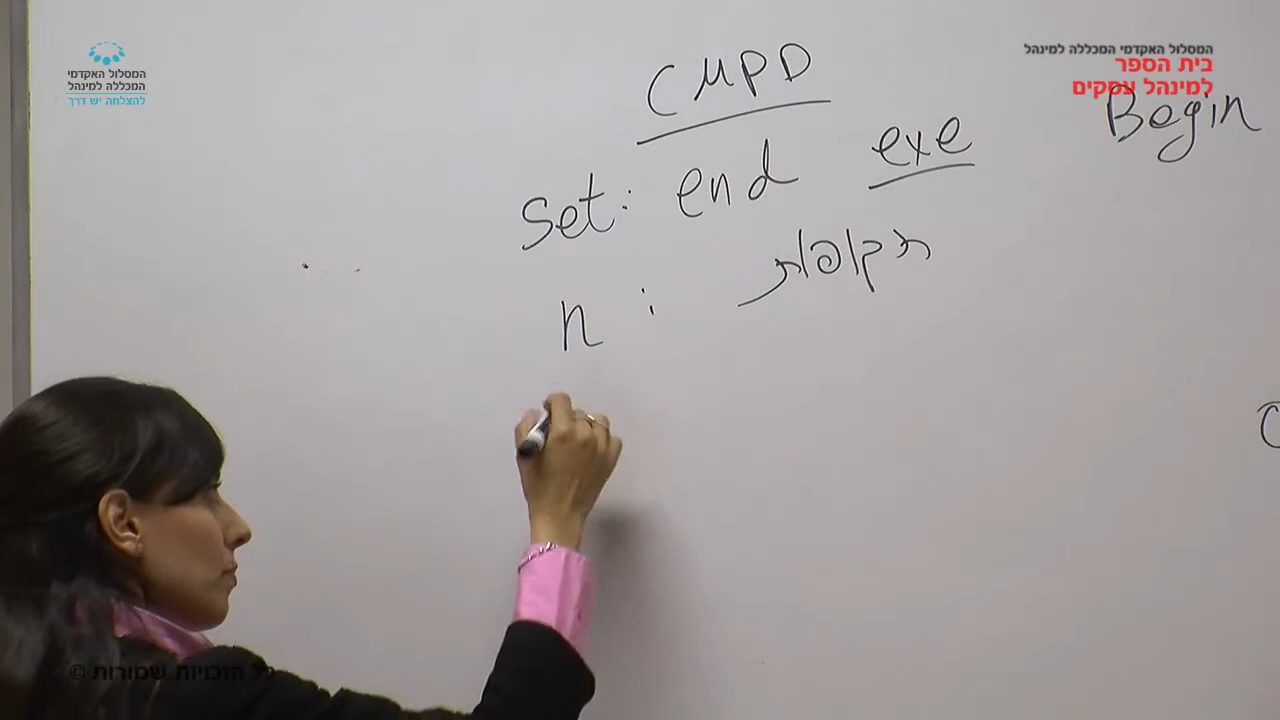 המסלול האקדמי
המכללה למינהל
להצלחה יש דרך
המסלול האקדמי המכללה למינהל
בית הספר
למינהל עסקים
CMPD
Set: end exe
Begin
n : תקופות
כל הזכויות שמורות ©